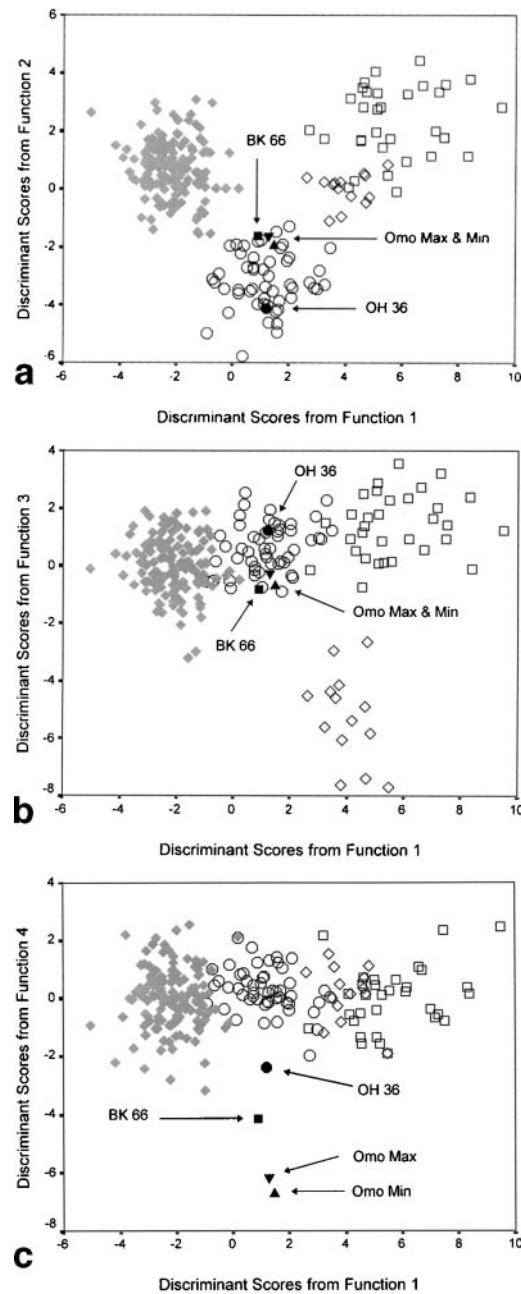 6
4
2
0
-2
-4
-6
Discriminant Scores from Function 2
BK 66
Omo Max & Min
OH 36
-6 -4 -2 0 2 4 6 8 10
a
Discriminant Scores from Function 1
4
2
0
-2
-4
-6
-8
Discriminant Scores from Function 3
OH 36
Omo Max & Min
BK 66
-6 -4 -2 0 2 4 6 8 10
b
Discriminant Scores from Function 1
4
2
0
-2
-4
-6
-8
Discriminant Scores from Function 4
OH 36
BK 66
Omo Max
Omo Min
-6 -4 -2 0 2 4 6 8 10
c
Discriminant Scores from Function 1